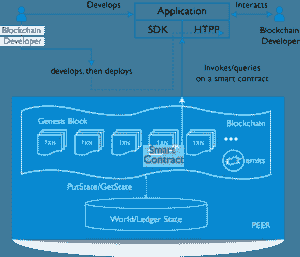 Develops
Application
Interacts
SDK
HTPP
Blockchain
Developer
Blockchain
Developer
develops, then deploys
Invokes/queries
on a smart contract
Genesis Block
Blockchain
Txn
Txn
Txn
Txn
Txn
...
Smart
Contract
PutState/GetState
World/Ledger State
PEER